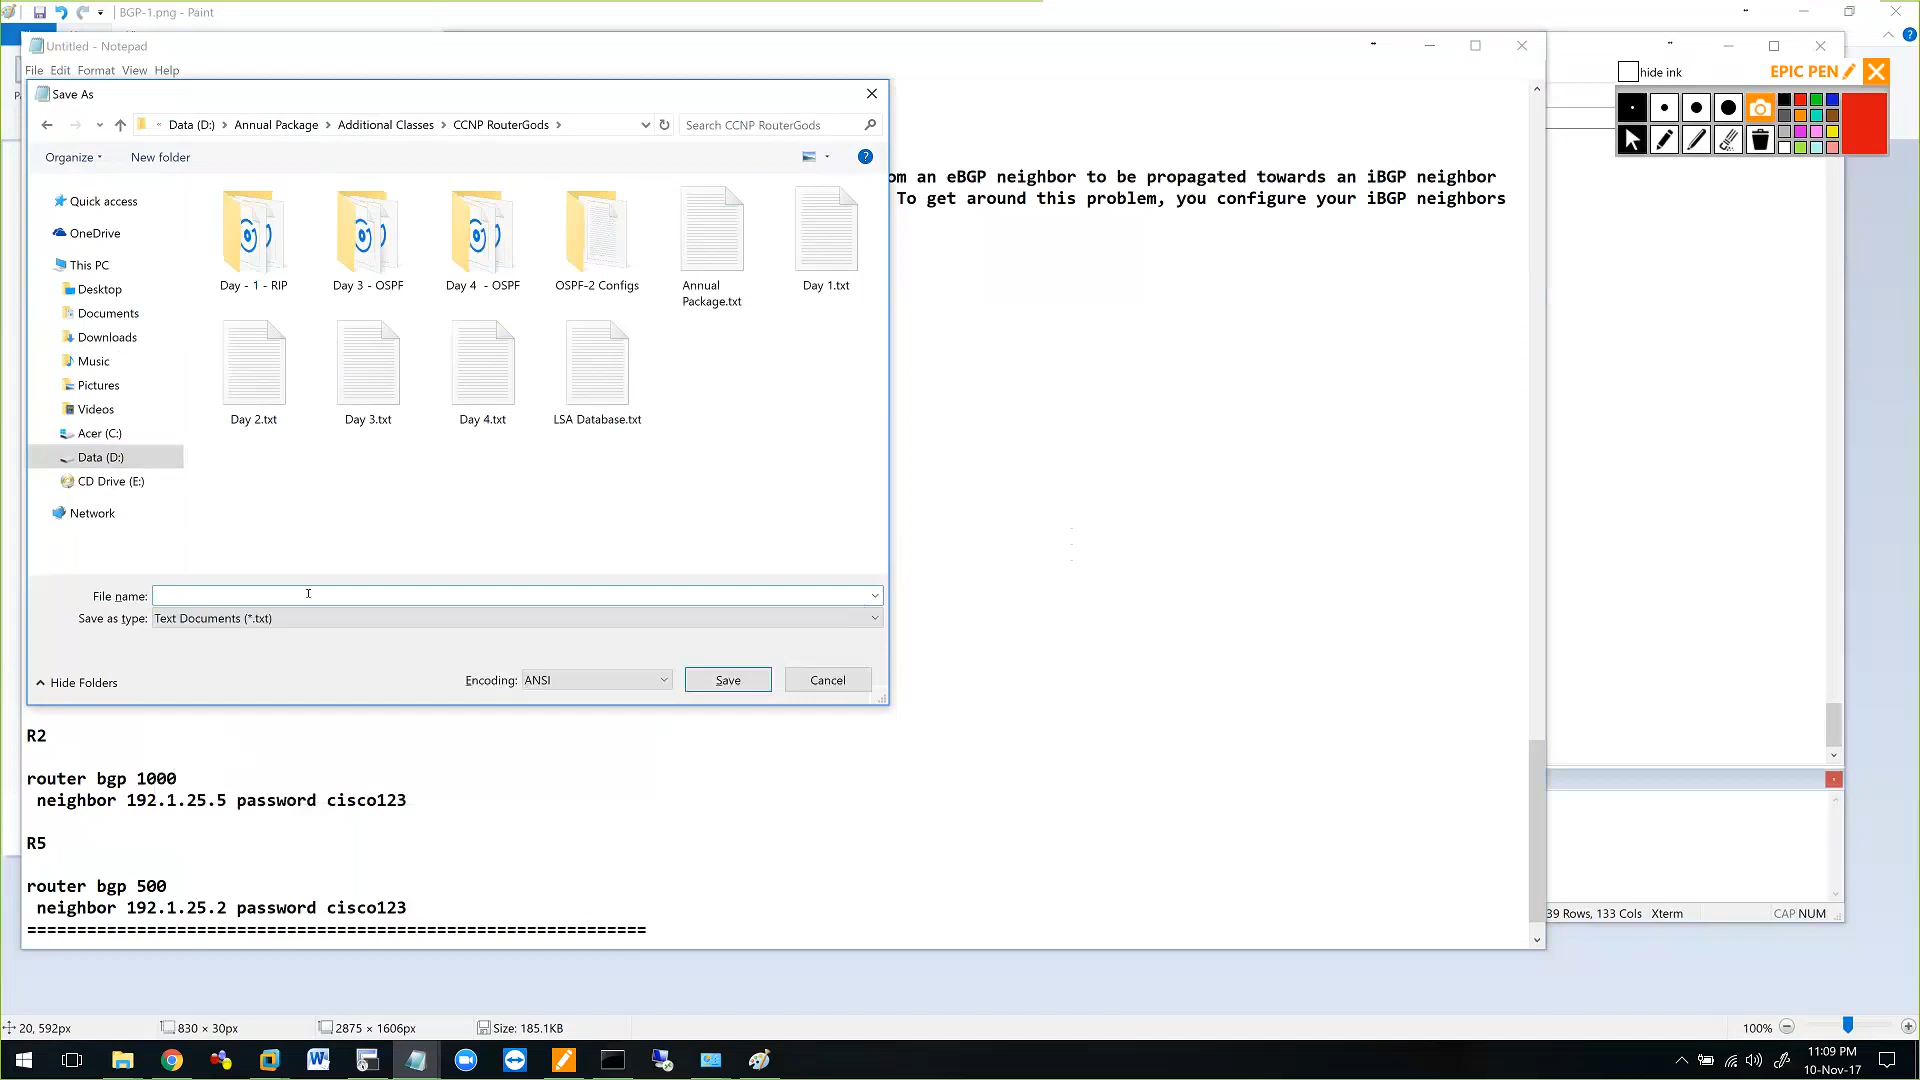 BGP-1.png - Paint
Untitled - Notepad
File Edit Format View Help
hide ink
EPIC PEN
Save As
« Data (D:) › Annual Package › Additional Classes › CCNP RouterGods ›
Search CCNP RouterGods
Organize
New folder
om an eBGP neighbor to be propagated towards an iBGP neighbor
To get around this problem, you configure your iBGP neighbors
Quick access
OneDrive
This PC
Desktop
Documents
Downloads
Music
Pictures
Videos
Acer (C:)
Data (D:)
CD Drive (E:)
Network
Day - 1 - RIP
Day 3 - OSPF
Day 4 - OSPF
OSPF-2 Configs
Annual
Package.txt
Day 1.txt
Day 2.txt
Day 3.txt
Day 4.txt
LSA Database.txt
File name:
Save as type: Text Documents (*.txt)
Hide Folders
Encoding: ANSI
Save
Cancel
R2
router bgp 1000
neighbor 192.1.25.5 password cisco123
R5
router bgp 500
neighbor 192.1.25.2 password cisco123
==============================================================
39 Rows, 133 Cols Xterm CAP NUM
20, 592px
830 × 30px
2875 × 1606px
Size: 185.1KB
100%
11:09 PM
10-Nov-17